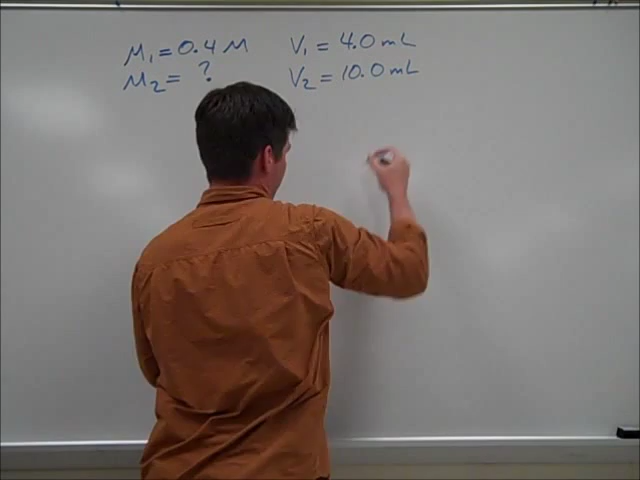 M₁ = 0.4 M V₁ = 4.0 mL
M₂ = ? V₂ = 10.0 mL